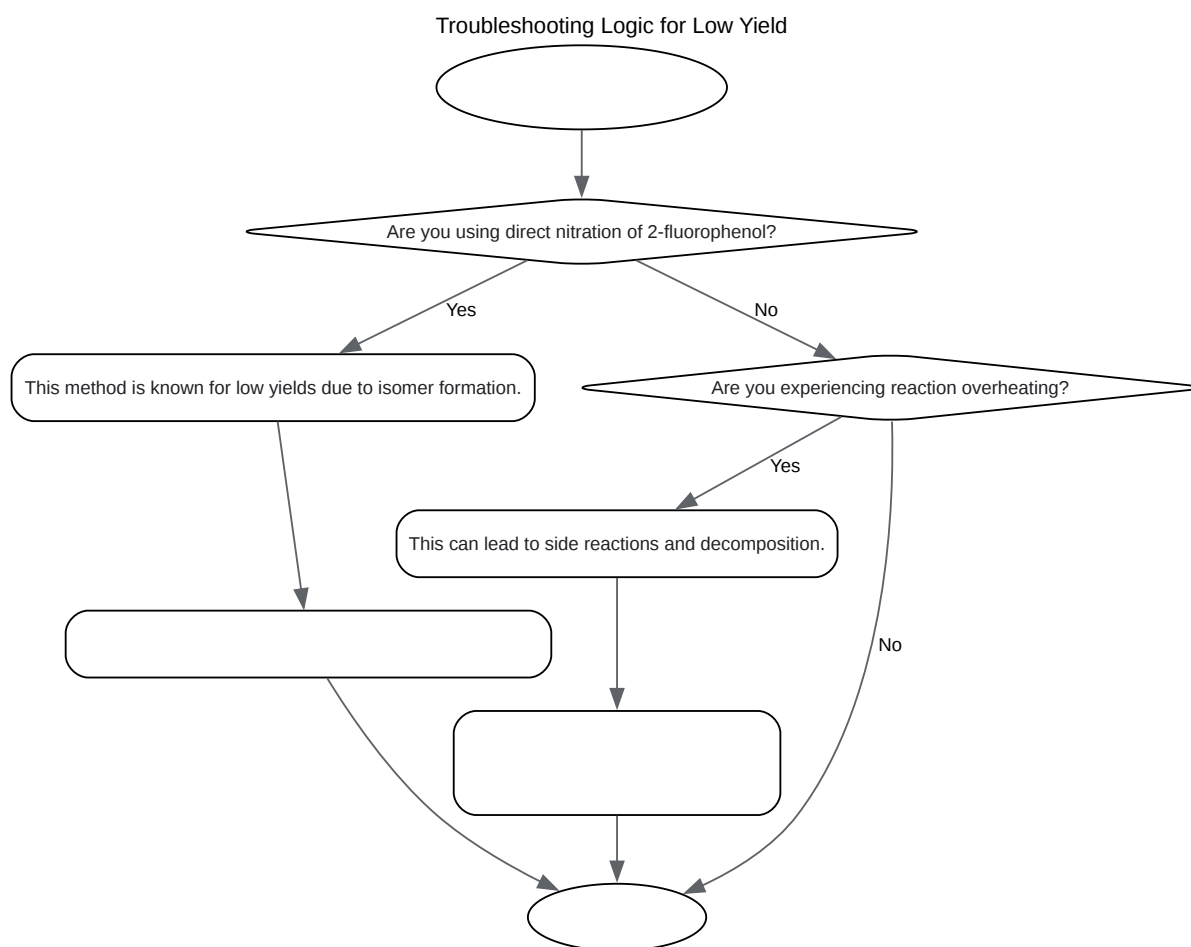 Troubleshooting Logic for Low Yield
Are you using direct nitration of 2-fluorophenol?
Yes
No
This method is known for low yields due to isomer formation.
Are you experiencing reaction overheating?
Yes
This can lead to side reactions and decomposition.
No